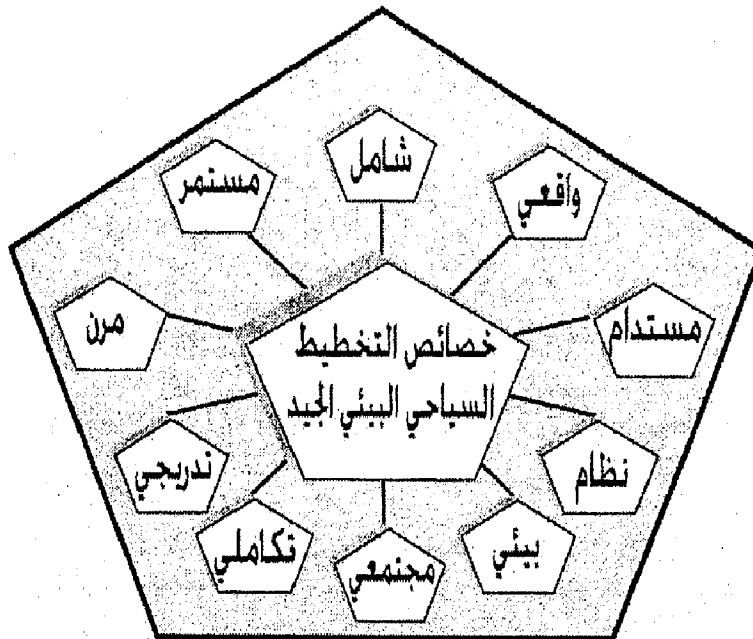 شامل
واقعي
مستمر
مستدام
مرن
خصائص التخطيط
السياحي البيئي الجيد
نظام
تدريجي
بيئي
تكاملي
مجتمعي